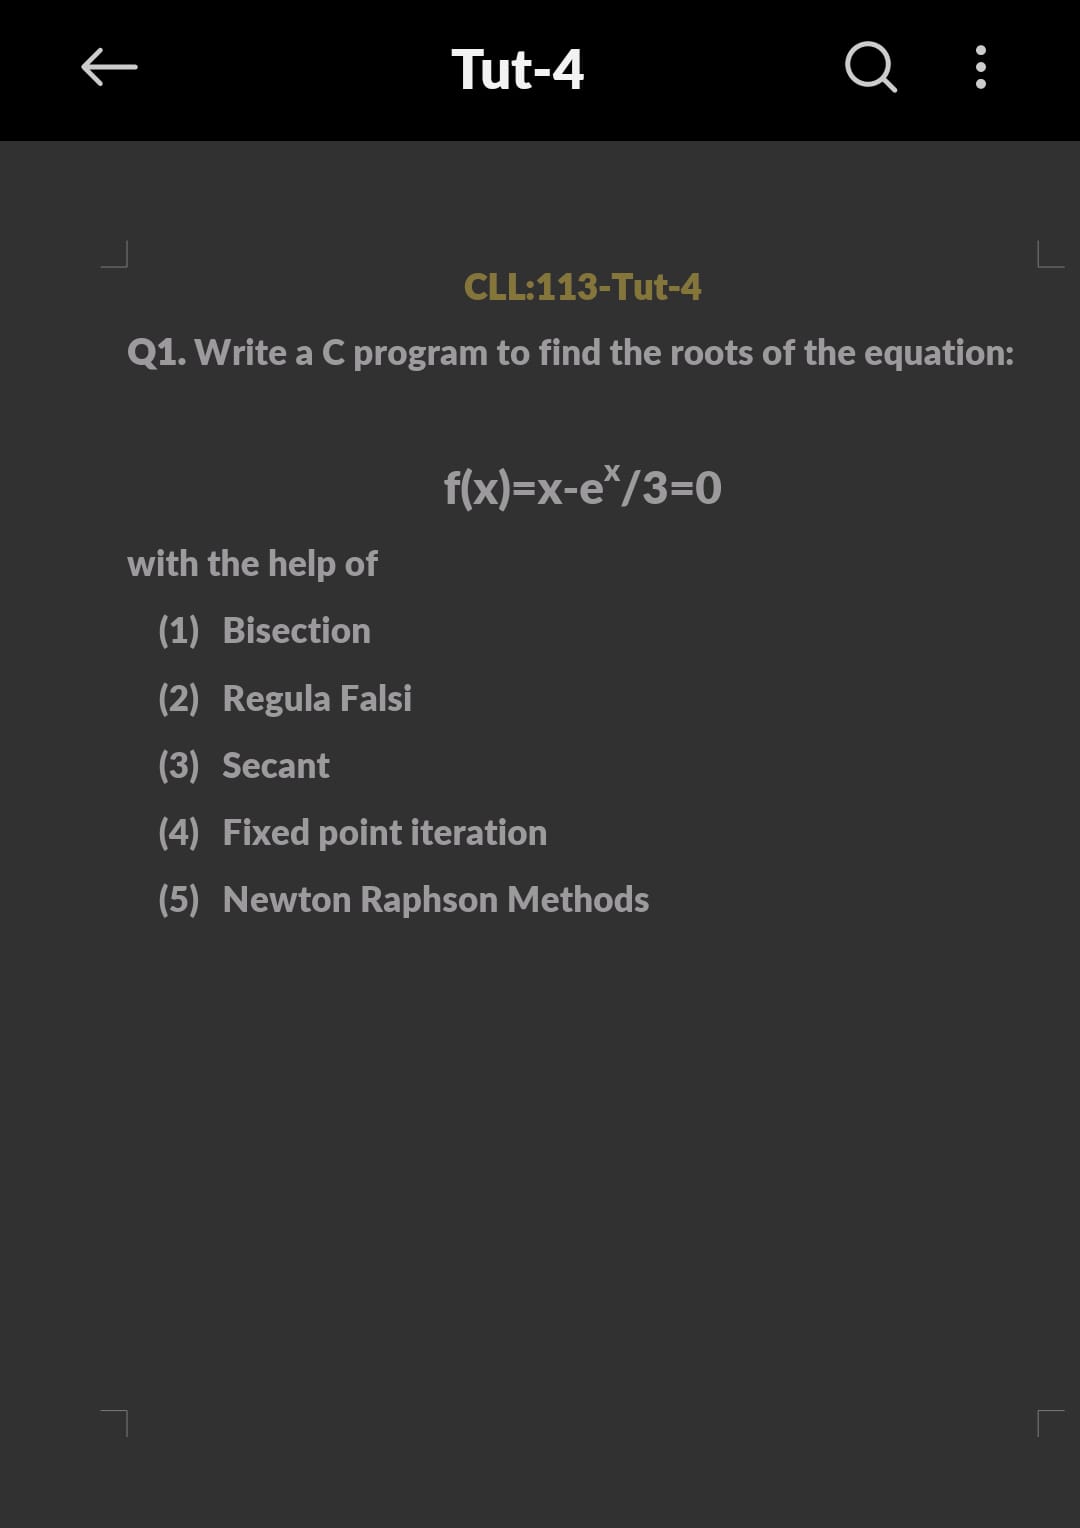 Tut-4
CLL:113-Tut-4
Q1. Write a C program to find the roots of the equation:
f(x)=x-eˣ/3=0
with the help of
(1) Bisection
(2) Regula Falsi
(3) Secant
(4) Fixed point iteration
(5) Newton Raphson Methods